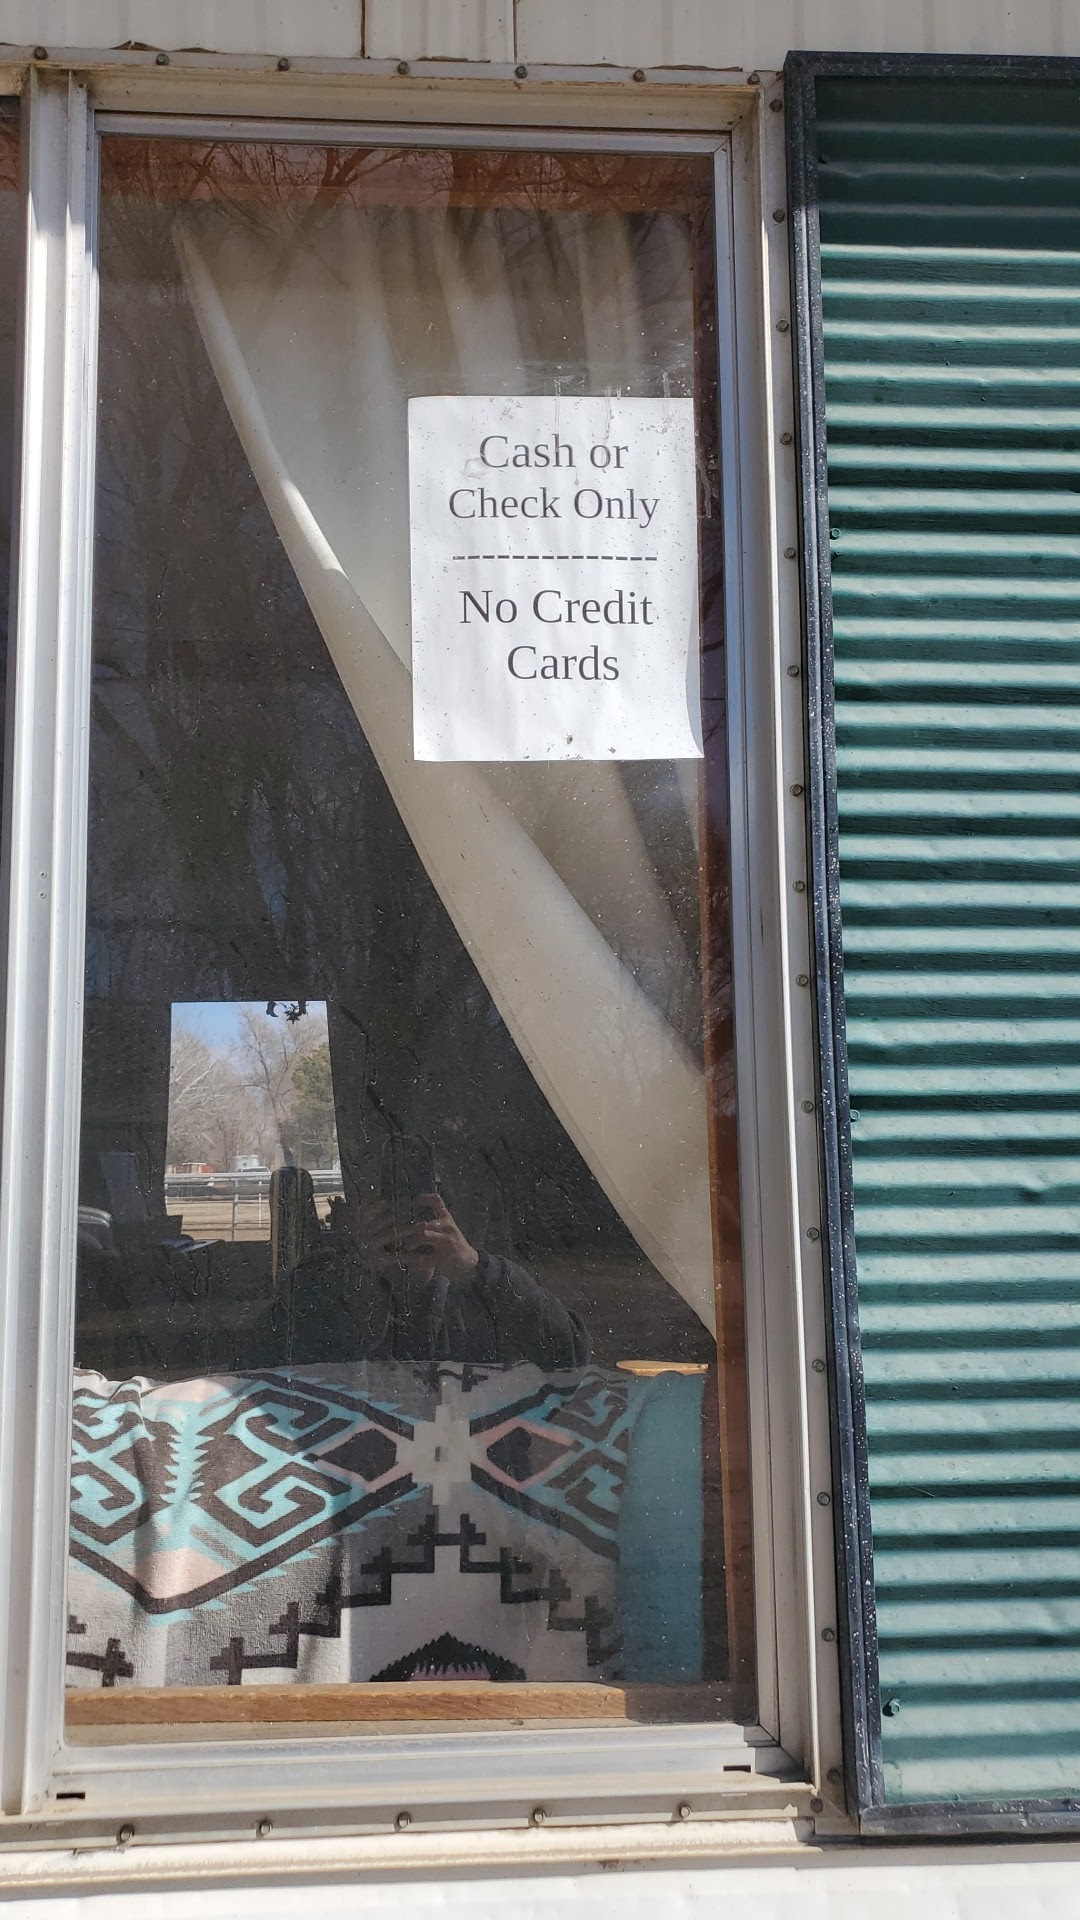 Cash or
Check Only
--------------
No Credit
Cards